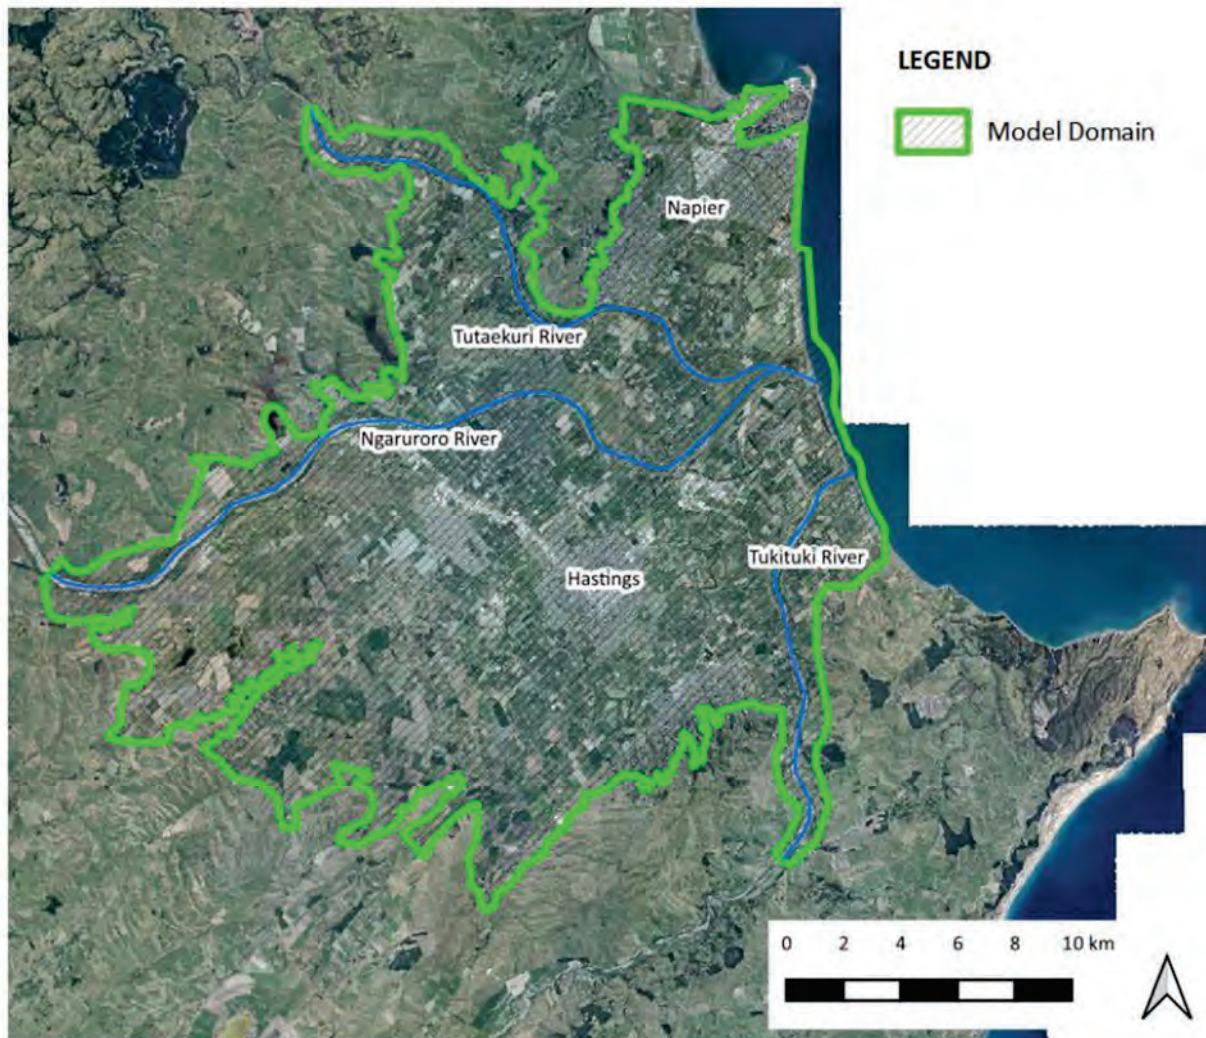 LEGEND
Model Domain
Napier
Tutaekuri River
Ngaruroro River
Tukituki River
Hastings
0 2 4 6 8 10 km